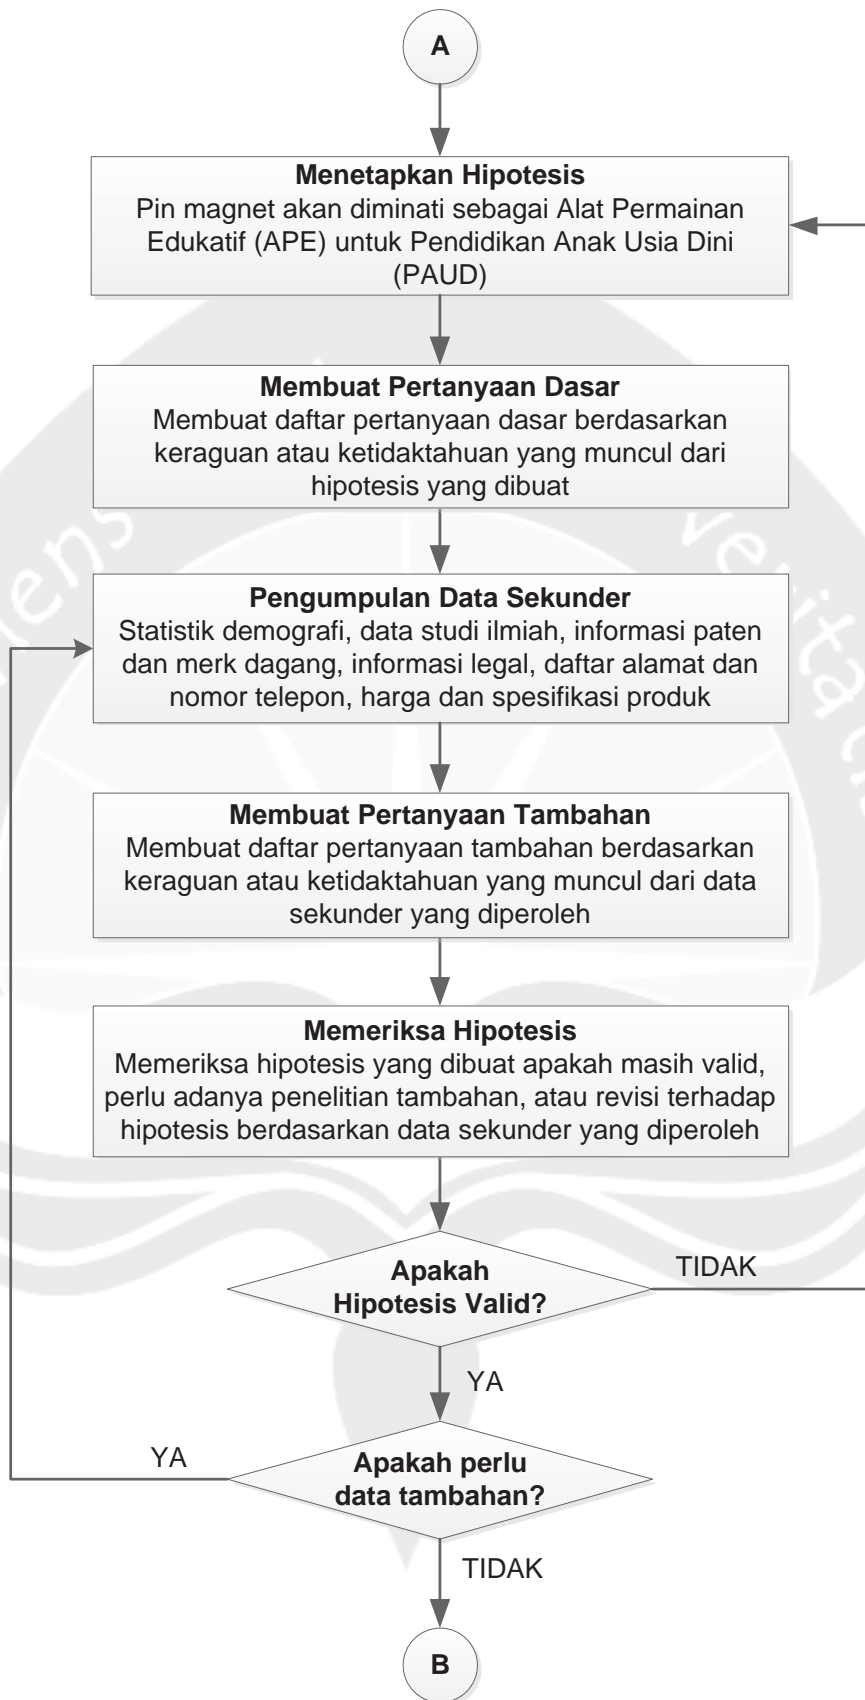 A
Menetapkan Hipotesis
Pin magnet akan diminati sebagai Alat Permainan
Edukatif (APE) untuk Pendidikan Anak Usia Dini
(PAUD)
Membuat Pertanyaan Dasar
Membuat daftar pertanyaan dasar berdasarkan
keraguan atau ketidaktahuan yang muncul dari
hipotesis yang dibuat
Pengumpulan Data Sekunder
Statistik demografi, data studi ilmiah, informasi paten
dan merk dagang, informasi legal, daftar alamat dan
nomor telepon, harga dan spesifikasi produk
Membuat Pertanyaan Tambahan
Membuat daftar pertanyaan tambahan berdasarkan
keraguan atau ketidaktahuan yang muncul dari data
sekunder yang diperoleh
Memeriksa Hipotesis
Memeriksa hipotesis yang dibuat apakah masih valid,
perlu adanya penelitian tambahan, atau revisi terhadap
hipotesis berdasarkan data sekunder yang diperoleh
Apakah
Hipotesis Valid?
TIDAK
YA
Apakah perlu
data tambahan?
YA
TIDAK
B